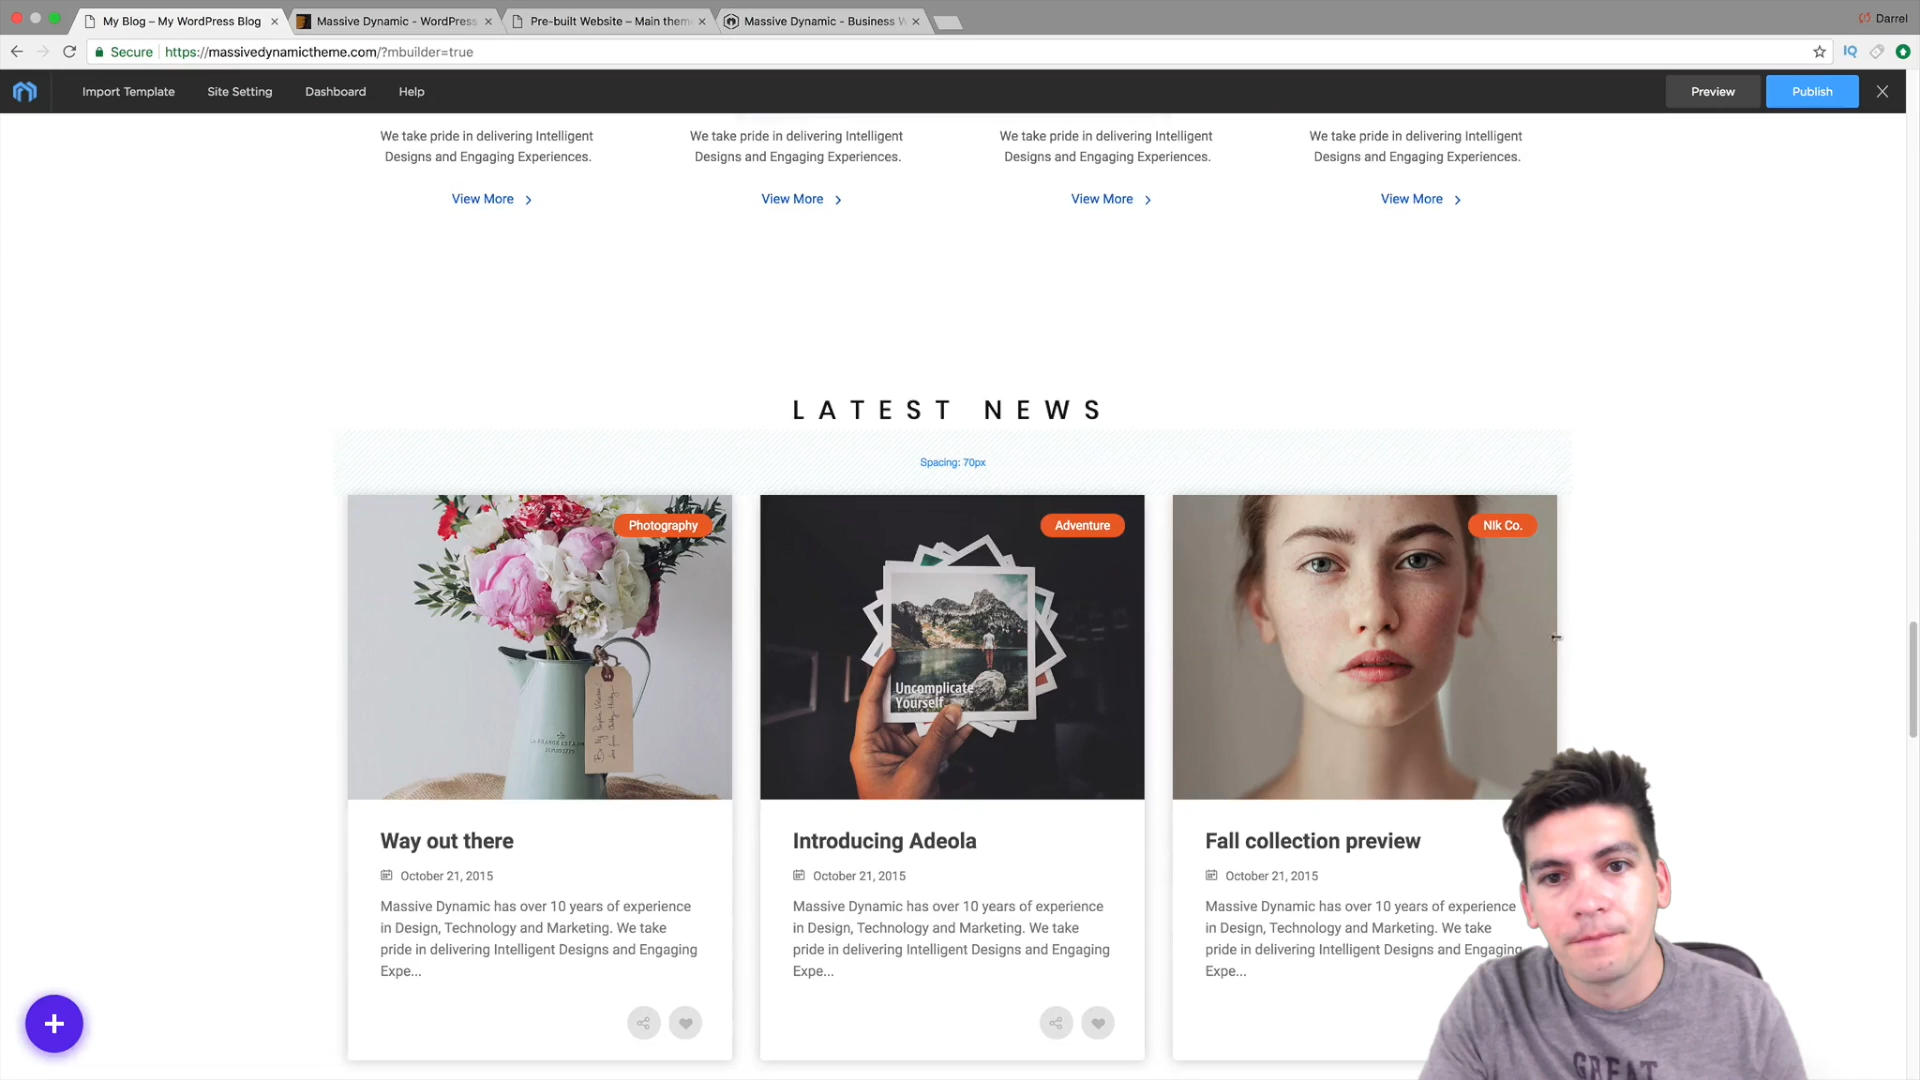 My Blog – My WordPress Blog
Massive Dynamic - WordPress
Pre-built Website – Main them
Massive Dynamic - Business W
Darrel
Secure
https://massivedynamictheme.com/?mbuilder=true
IQ
Import Template
Site Setting
Dashboard
Help
Preview
Publish
We take pride in delivering Intelligent
Designs and Engaging Experiences.
View More
We take pride in delivering Intelligent
Designs and Engaging Experiences.
View More
We take pride in delivering Intelligent
Designs and Engaging Experiences.
View More
We take pride in delivering Intelligent
Designs and Engaging Experiences.
View More
LATEST NEWS
Spacing: 70px
Photography
Way out there
October 21, 2015
Massive Dynamic has over 10 years of experience
in Design, Technology and Marketing. We take
pride in delivering Intelligent Designs and Engaging
Expe...
Adventure
Uncomplicate
Yourself
Introducing Adeola
October 21, 2015
Massive Dynamic has over 10 years of experience
in Design, Technology and Marketing. We take
pride in delivering Intelligent Designs and Engaging
Expe...
Nik Co.
Fall collection preview
October 21, 2015
Massive Dynamic has over 10 years of experience
in Design, Technology and Marketing. We take
pride in delivering Intelligent Designs and Engaging
Expe...
GREAT